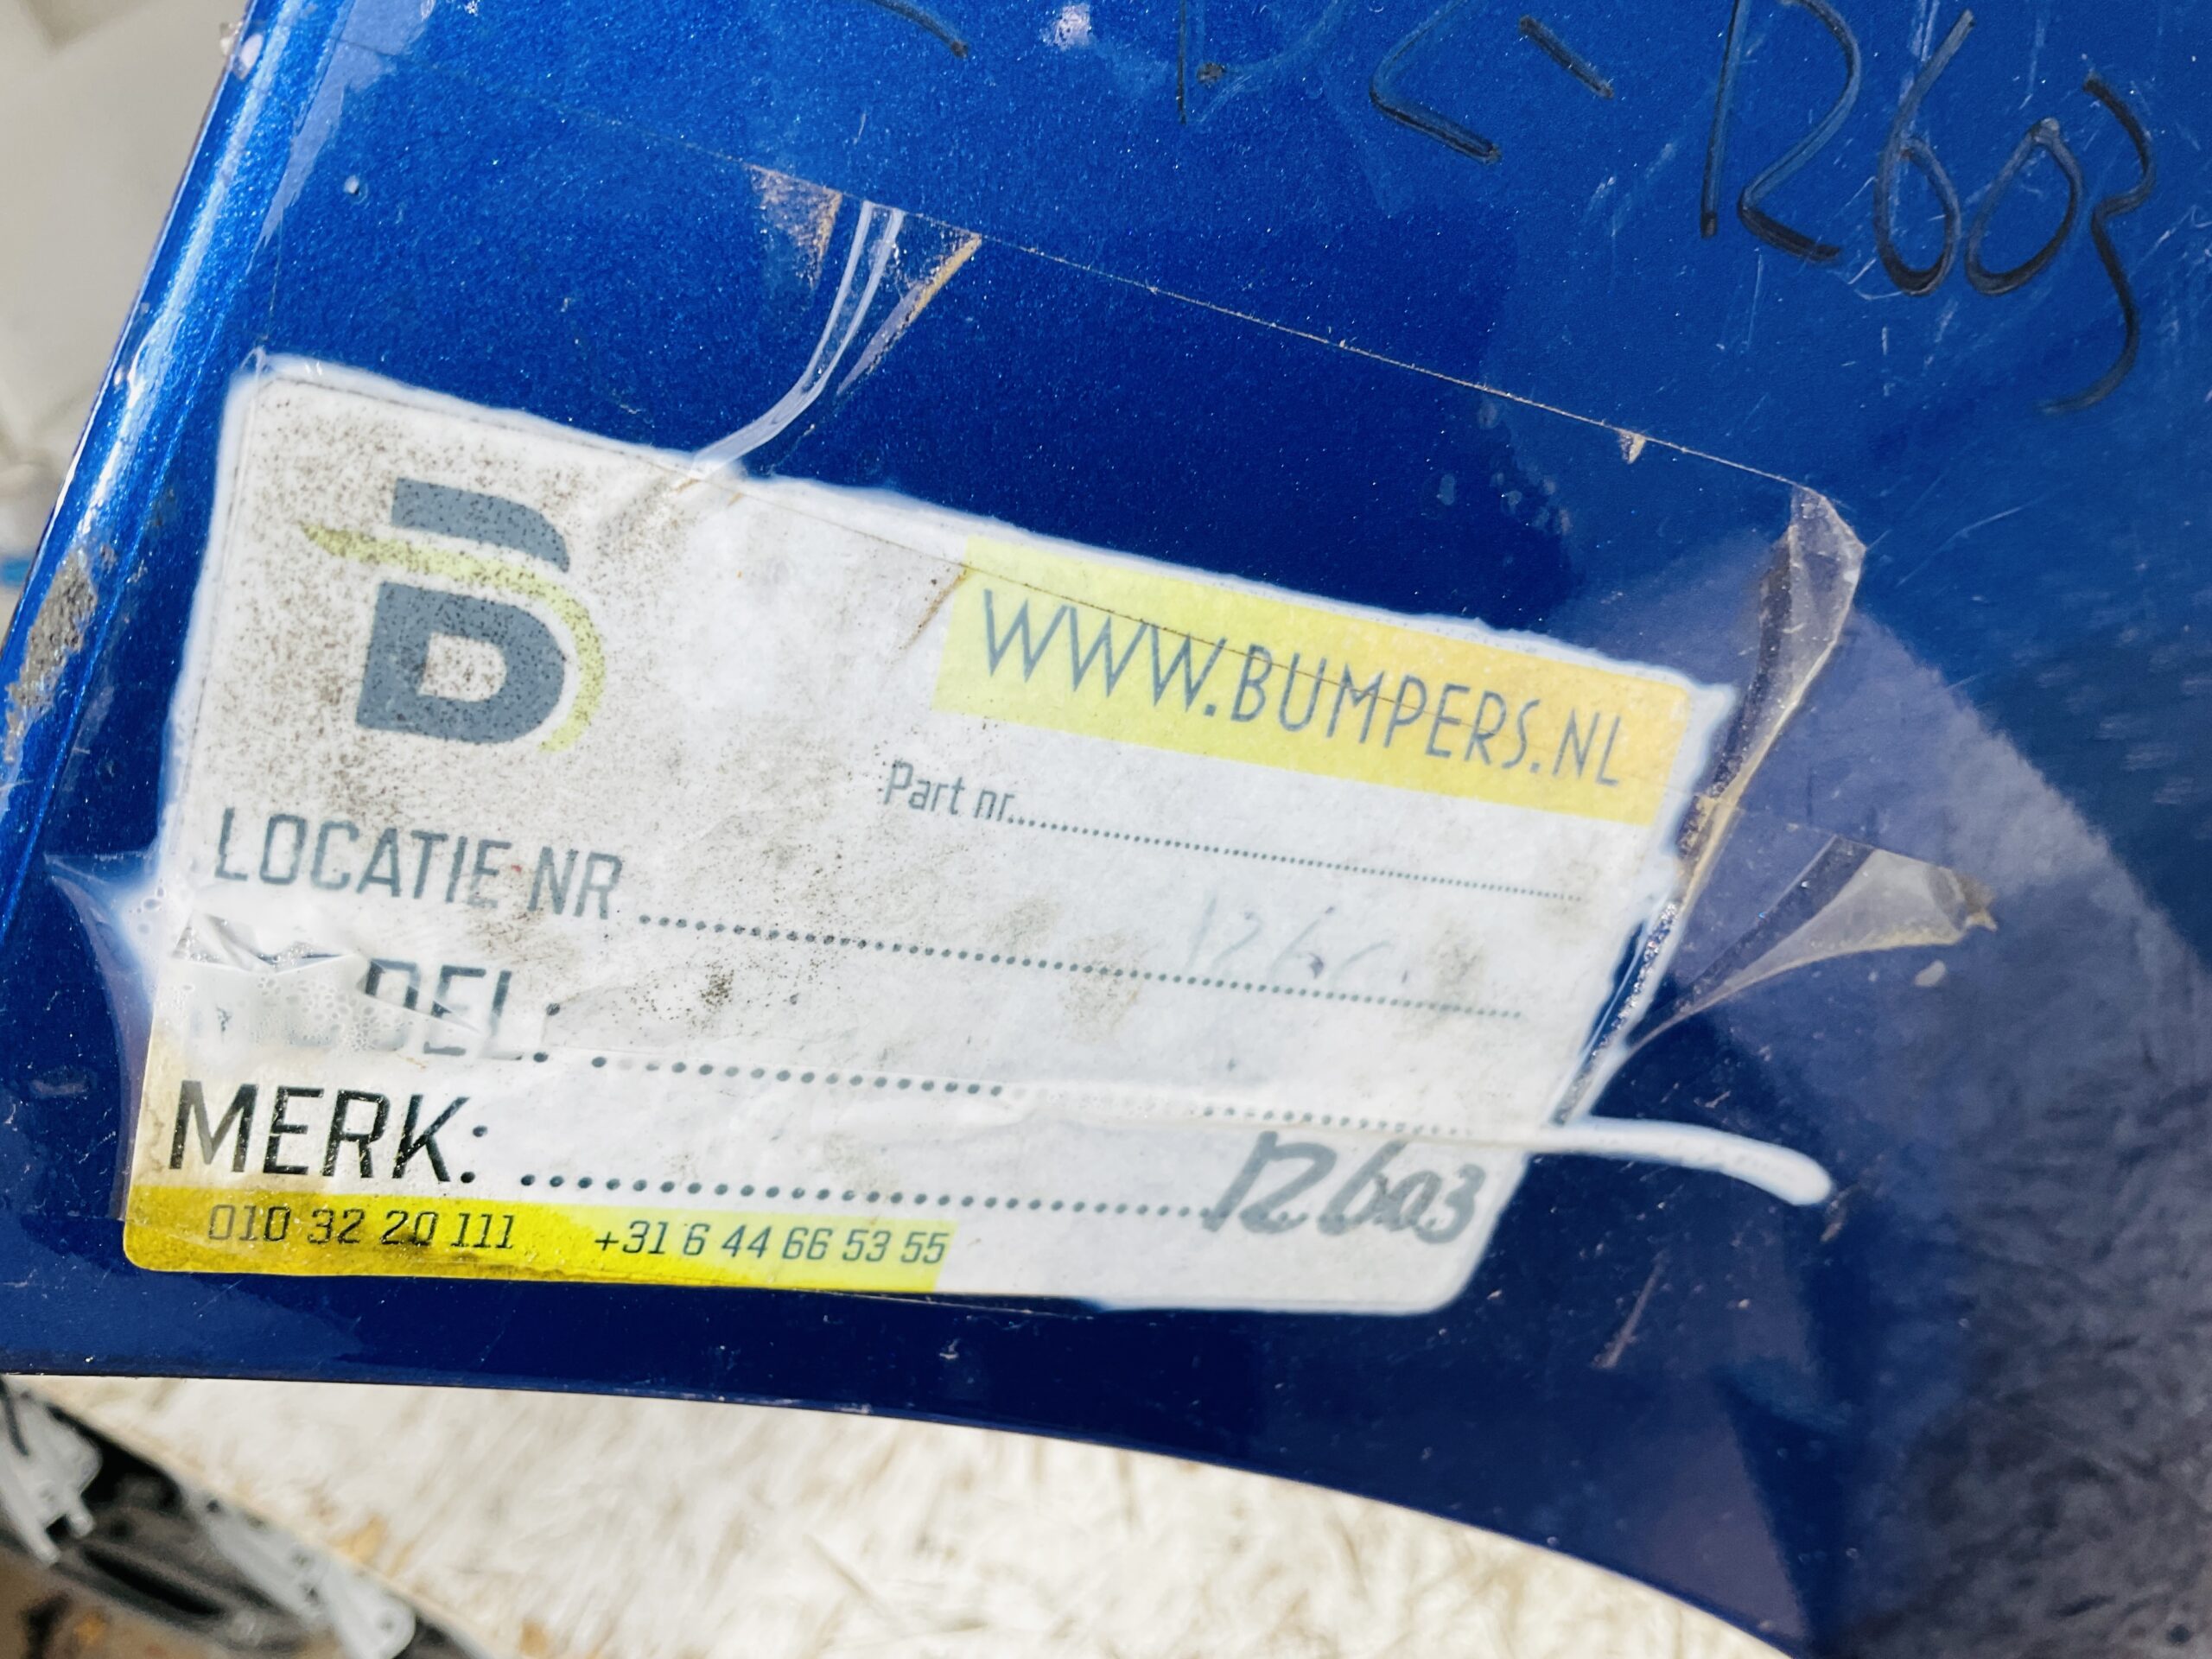 12603
WWW.BUMPERS.NL
Part nr...............
LOCATIE NR ...............
MODEL: ...............
MERK: ............... 12603
010 32 20 111 +31 6 44 66 53 55